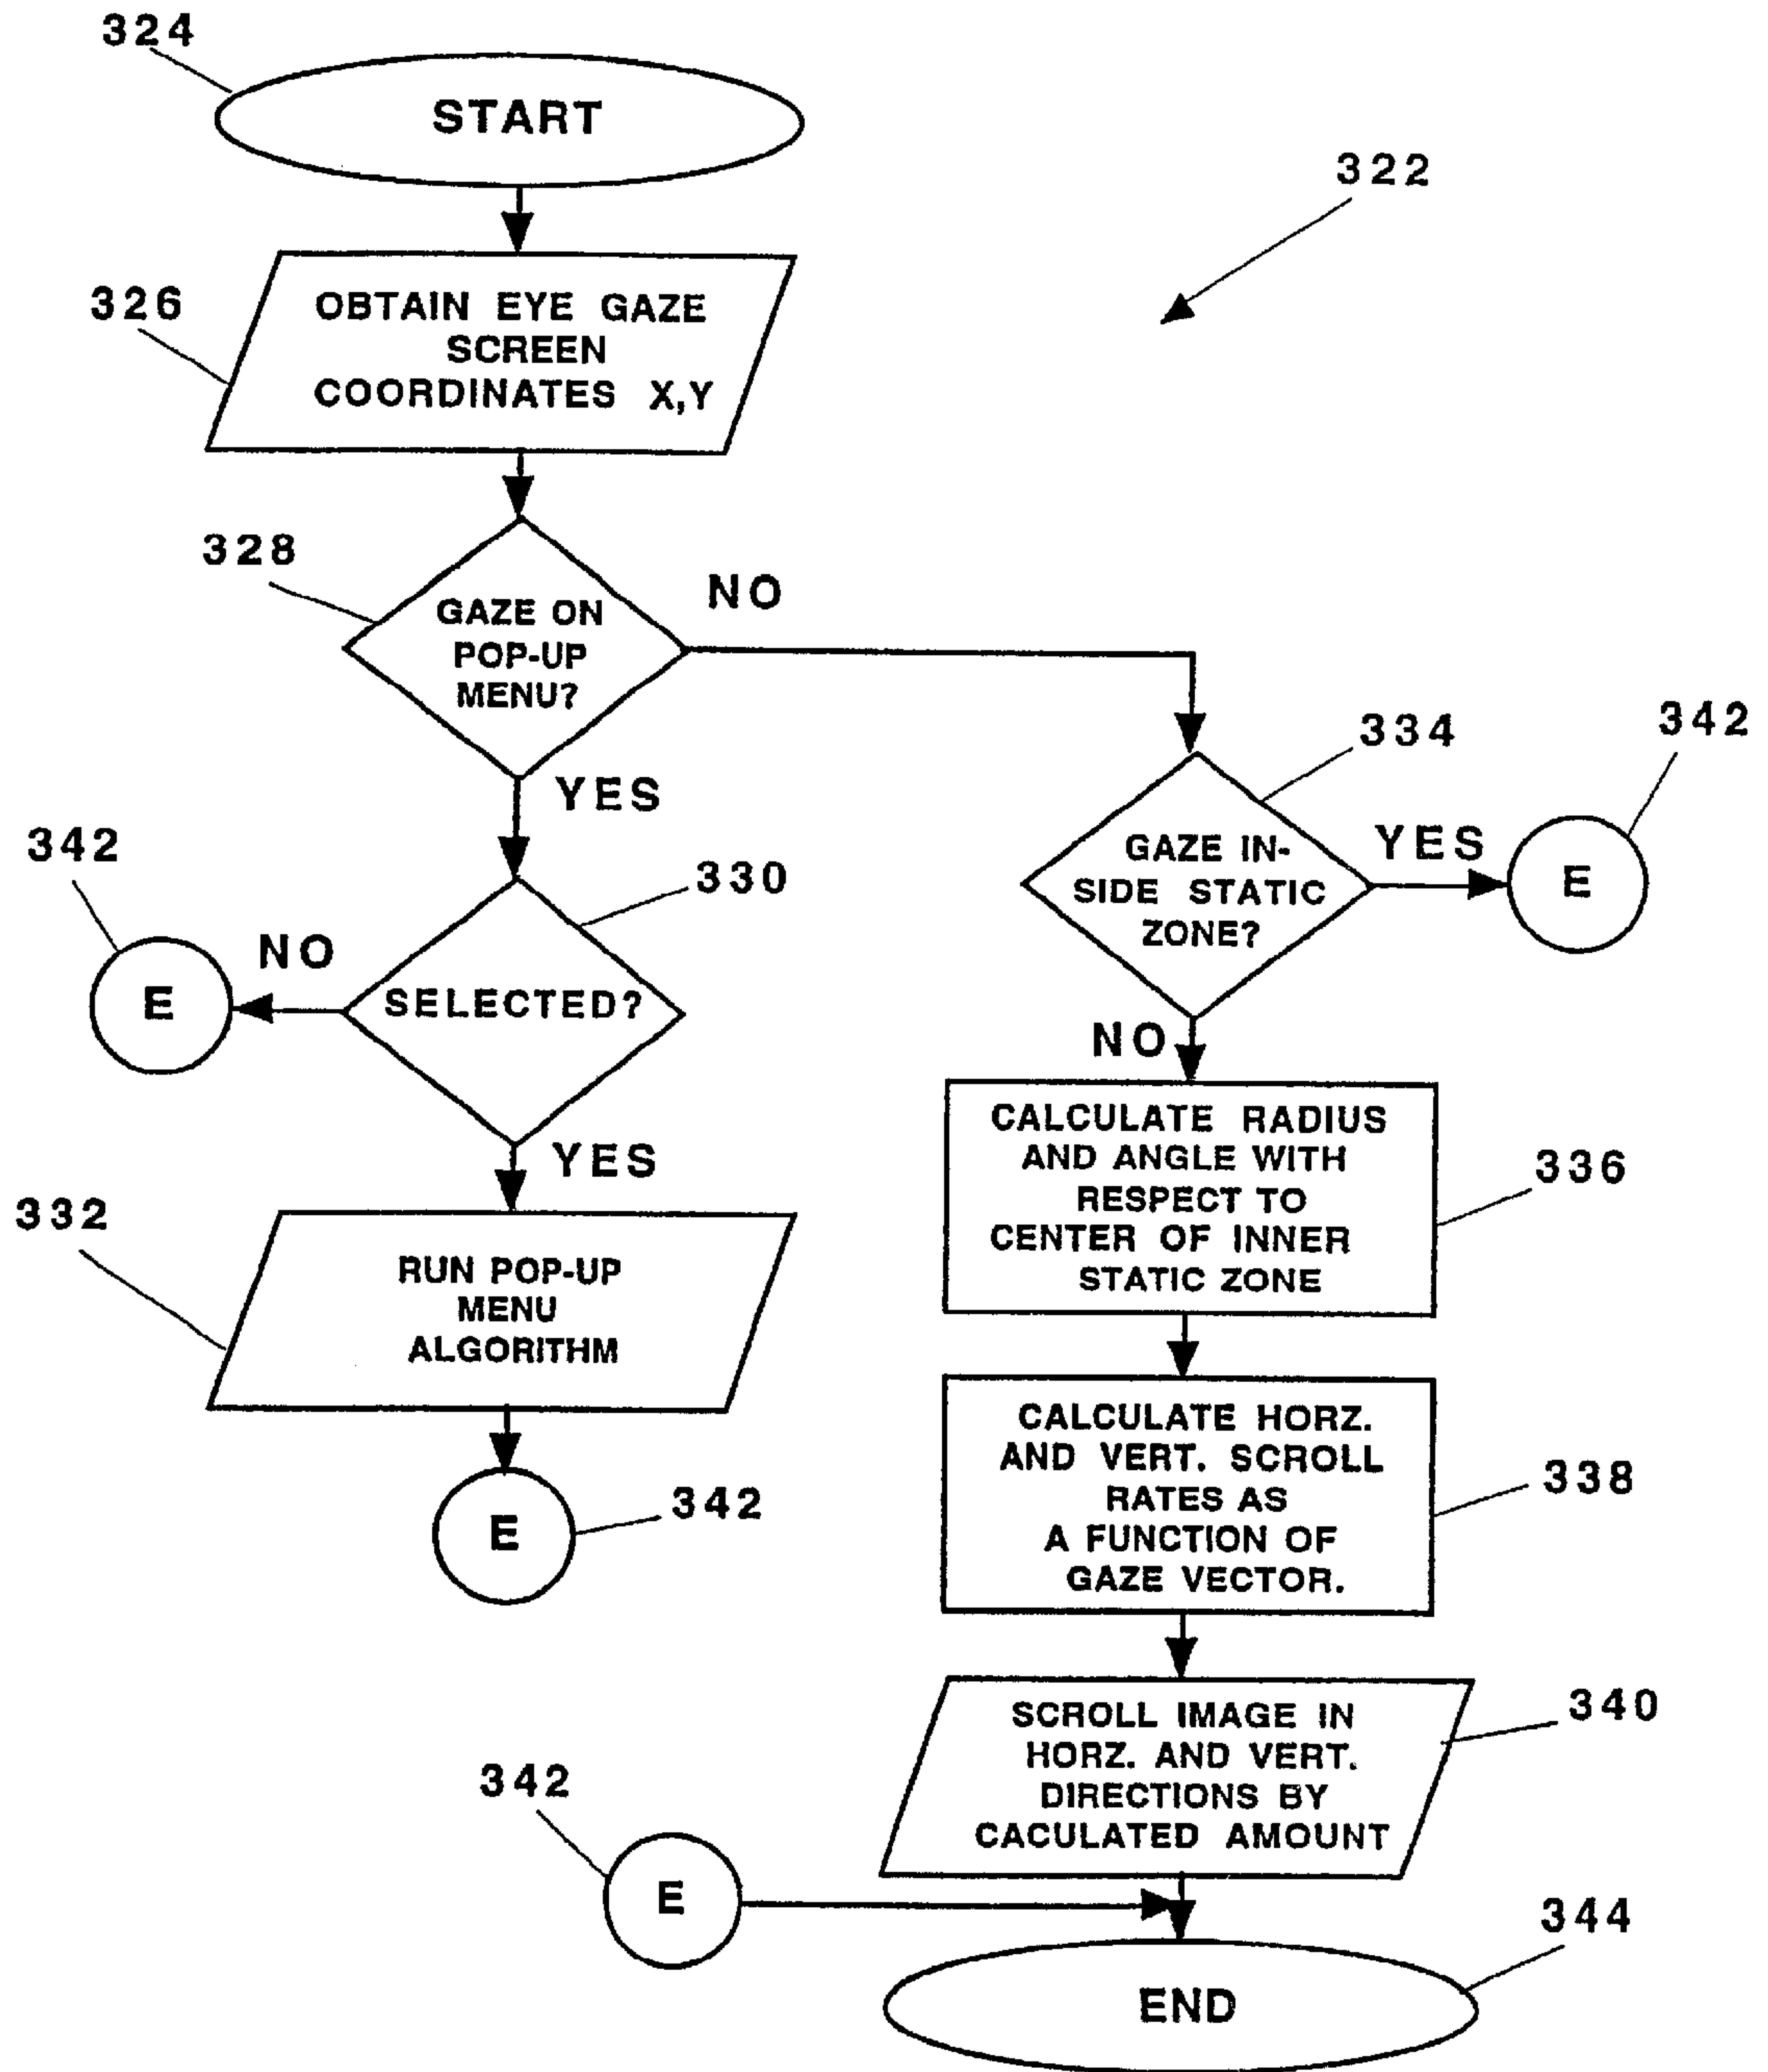 324
START
322
326
OBTAIN EYE GAZE
SCREEN
COORDINATES X,Y
328
GAZE ON
POP-UP
MENU?
NO
YES
334
342
GAZE IN-
SIDE STATIC
ZONE?
YES
E
342
330
NO
E
SELECTED?
YES
NO
CALCULATE RADIUS
AND ANGLE WITH
RESPECT TO
CENTER OF INNER
STATIC ZONE
336
332
RUN POP-UP
MENU
ALGORITHM
E
342
CALCULATE HORZ.
AND VERT. SCROLL
RATES AS
A FUNCTION OF
GAZE VECTOR.
338
SCROLL IMAGE IN
HORZ. AND VERT.
DIRECTIONS BY
CACULATED AMOUNT
340
342
E
344
END